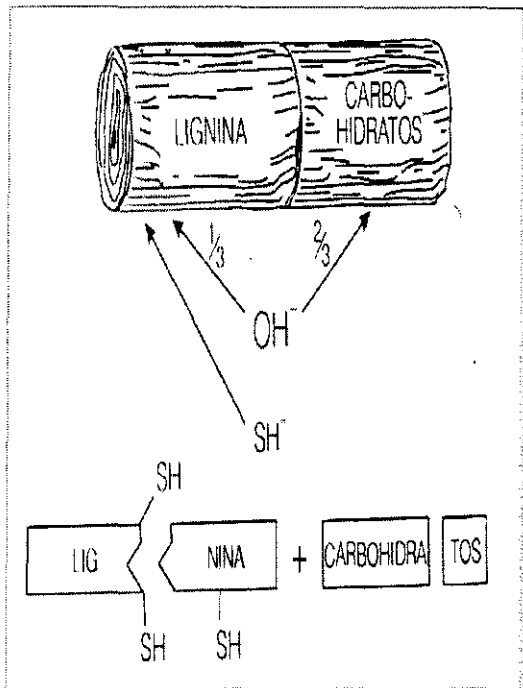 LIGNINA
CARBO-
HIDRATOS
1/3
2/3
OH⁻
SH⁻
SH
LIG
NINA
+
CARBOHIDRA
TOS
SH
SH